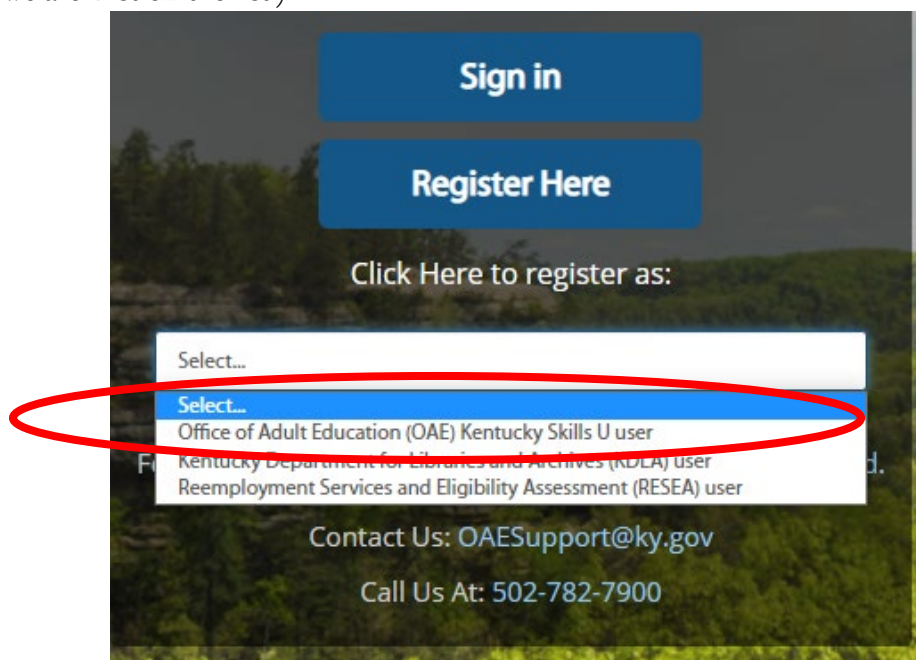 Sign in
Register Here
Click Here to register as:
Select...
Select...
Office of Adult Education (OAE) Kentucky Skills U user
Kentucky Department for Libraries and Archives (KDLA) user
Reemployment Services and Eligibility Assessment (RESEA) user
Contact Us: OAESupport@ky.gov
Call Us At: 502-782-7900